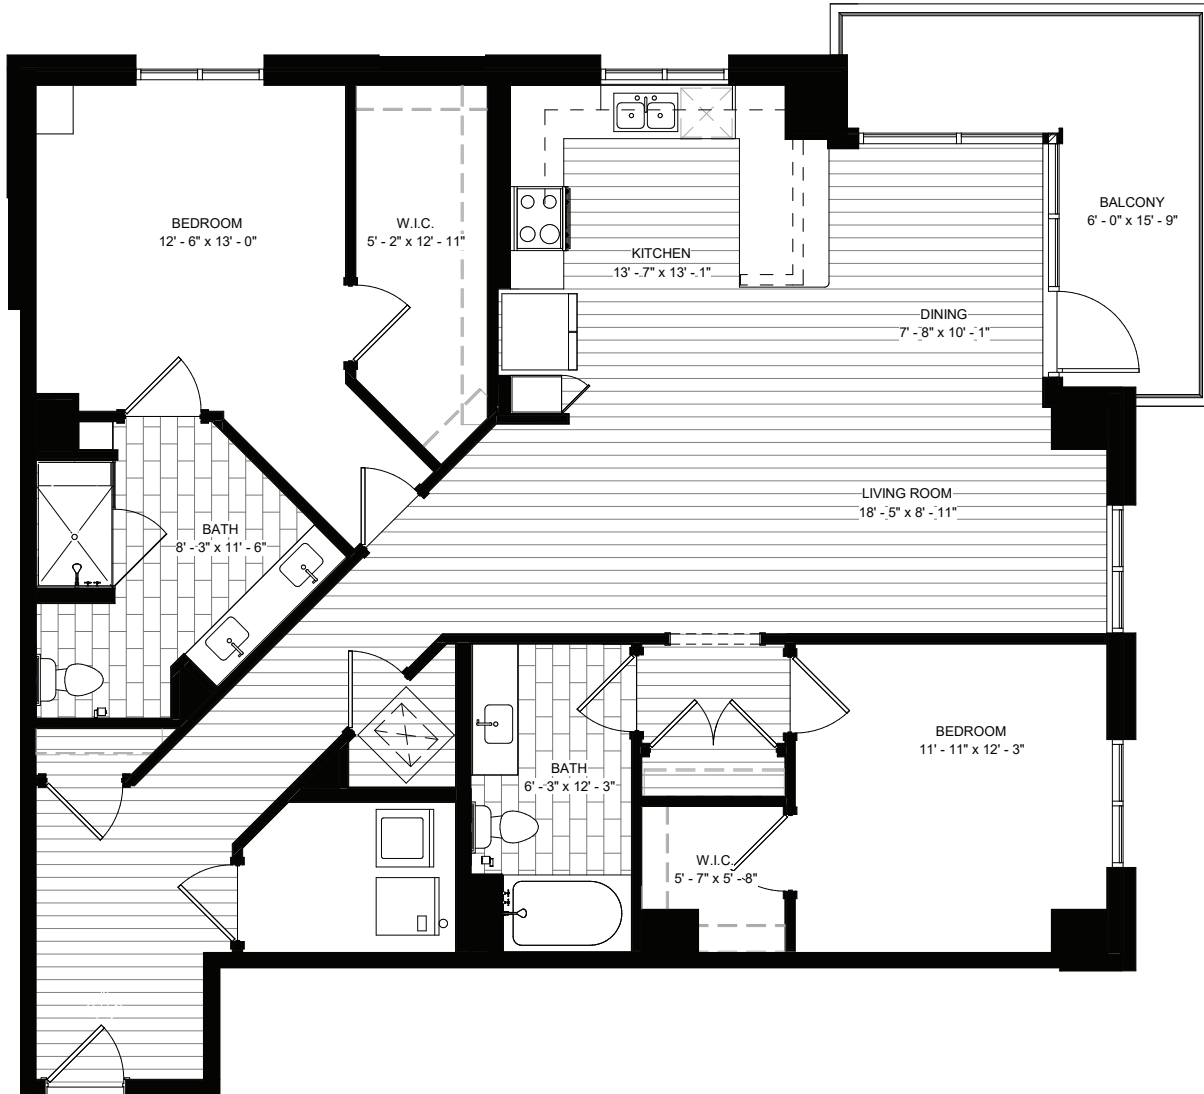 BALCONY
6' - 0" x 15' - 9"
BEDROOM
12' - 6" x 13' - 0"
W.I.C.
5' - 2" x 12' - 11"
KITCHEN
13' - 7" x 13' - 1"
DINING
7' - 8" x 10' - 1"
LIVING ROOM
18' - 5" x 8' - 11"
BATH
8' - 3" x 11' - 6"
BEDROOM
11' - 11" x 12' - 3"
BATH
6' - 3" x 12' - 3"
W.I.C.
5' - 7" x 5' - 8"